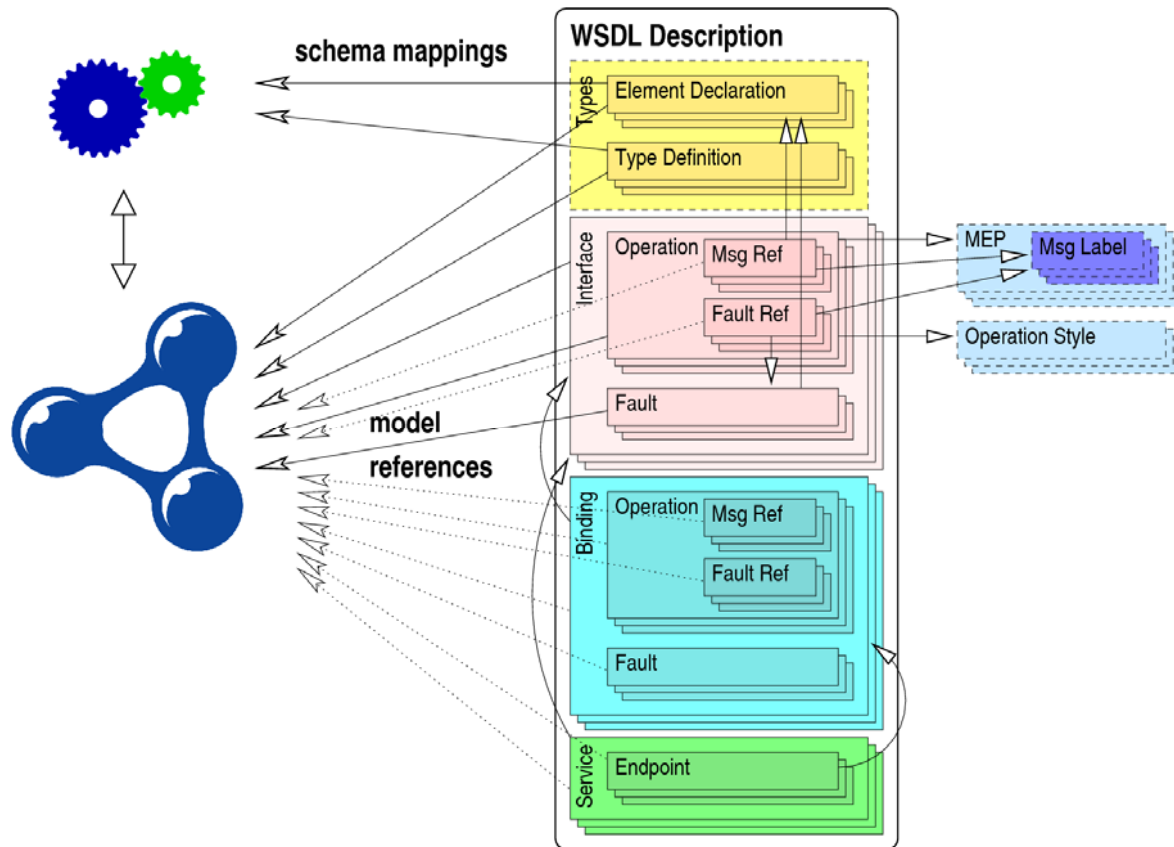 WSDL Description
schema mappings
Types
Element Declaration
Type Definition
Interface
Operation
Msg Ref
Fault Ref
Fault
MEP
Msg Label
Operation Style
model
references
Binding
Operation
Msg Ref
Fault Ref
Fault
Service
Endpoint